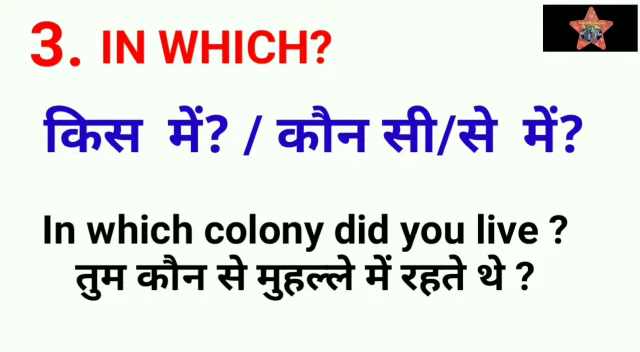 3. IN WHICH?
किस में? / कौन सी/से में?
In which colony did you live ?
तुम कौन से मुहल्ले में रहते थे ?